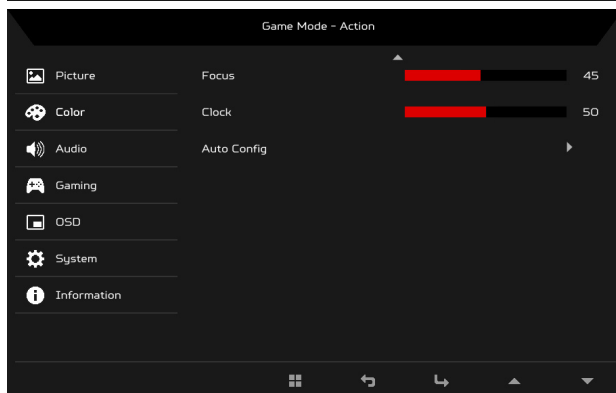 Game Mode - Action
Picture
Focus 45
Color
Clock 50
Audio
Auto Config
Gaming
OSD
System
Information